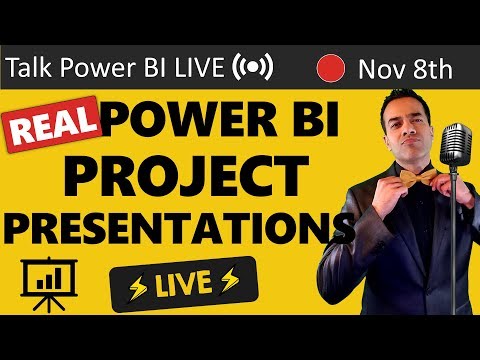 Talk Power BI LIVE
Nov 8th
REAL POWER BI
PROJECT
PRESENTATIONS
⚡LIVE⚡